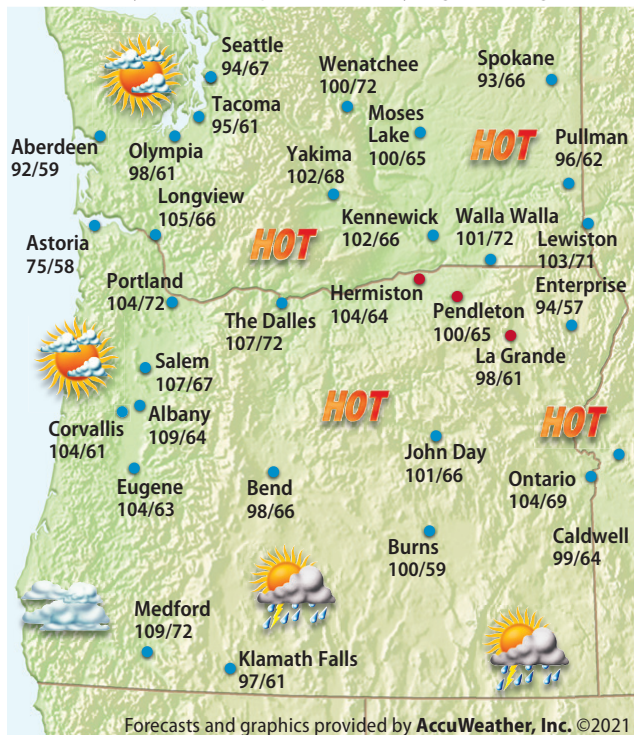 Seattle
94/67
Wenatchee
100/72
Spokane
93/66
Tacoma
95/61
Moses
Lake
100/65
HOT
Aberdeen
92/59
Olympia
98/61
Yakima
102/68
Pullman
96/62
Longview
105/66
Astoria
75/58
HOT
Kennewick
102/66
Walla Walla
101/72
Lewiston
103/71
Portland
104/72
The Dalles
107/72
Hermiston
104/64
Pendleton
100/65
Enterprise
94/57
La Grande
98/61
Salem
107/67
Albany
109/64
Corvallis
104/61
HOT
HOT
Eugene
104/63
Bend
98/66
John Day
101/66
Ontario
104/69
Burns
100/59
Caldwell
99/64
Medford
109/72
Klamath Falls
97/61
Forecasts and graphics provided by AccuWeather, Inc. ©2021